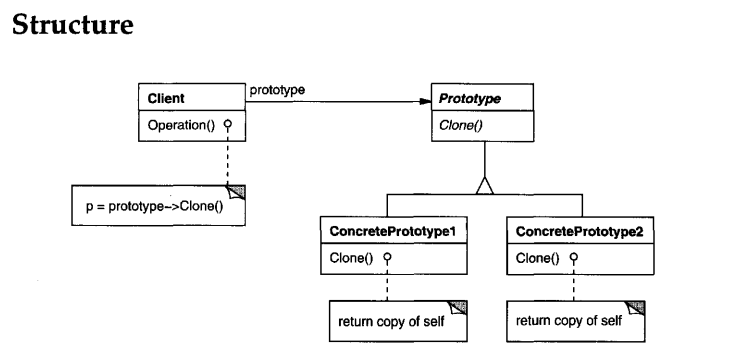 Structure
prototype
Client
Prototype
Operation()
Clone()
p = prototype->Clone()
ConcretePrototype1
ConcretePrototype2
Clone()
Clone()
return copy of self
return copy of self